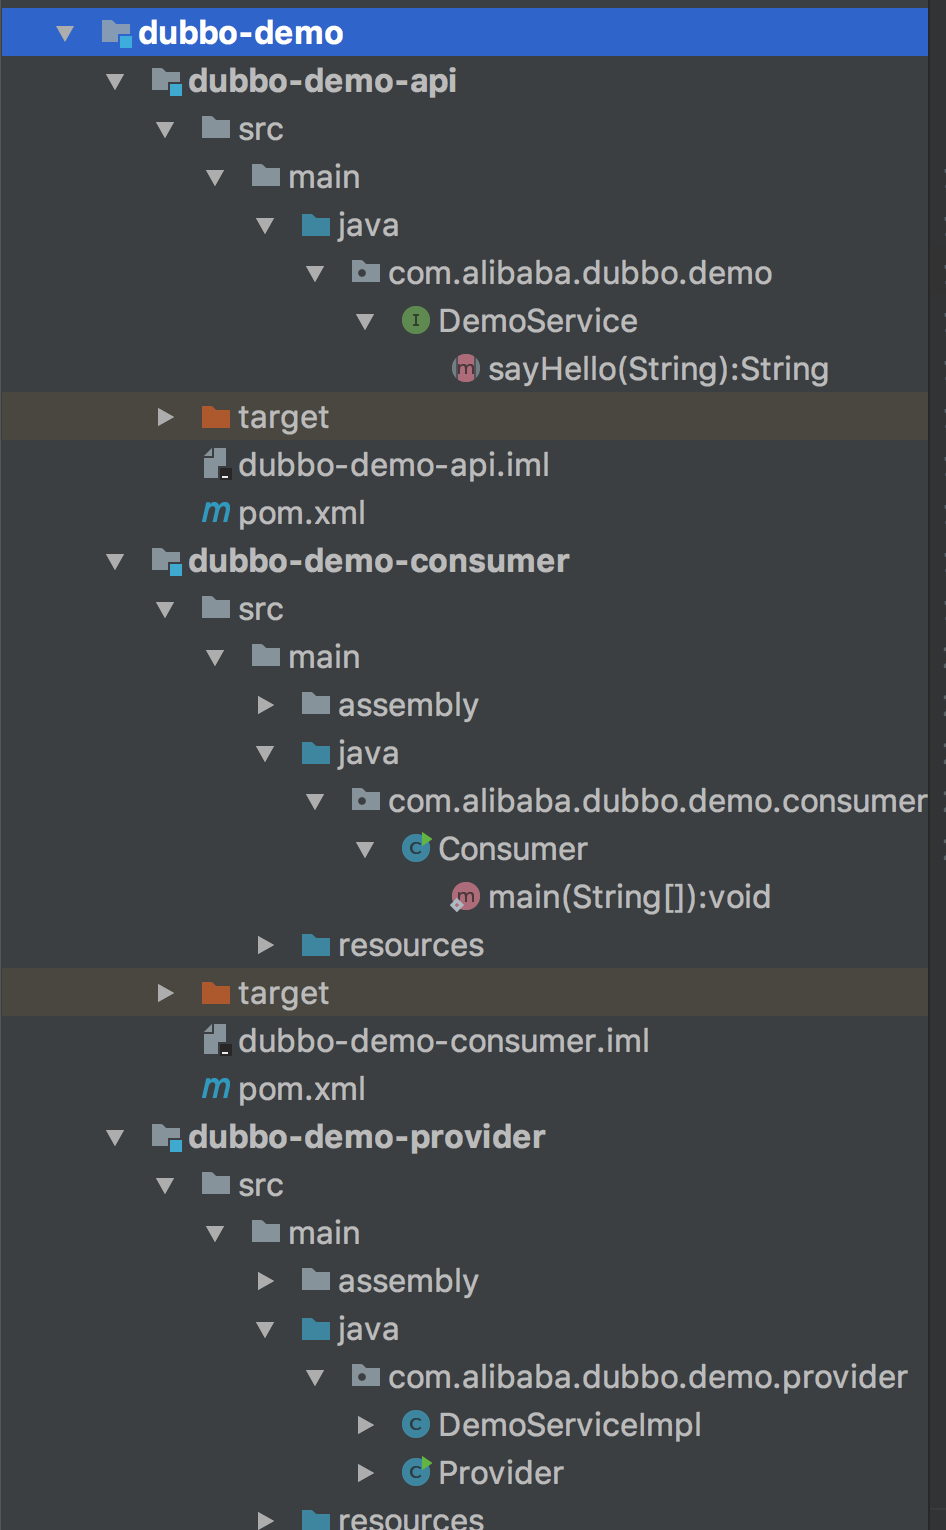 dubbo-demo
dubbo-demo-api
src
main
java
com.alibaba.dubbo.demo
DemoService
sayHello(String):String
target
dubbo-demo-api.iml
pom.xml
dubbo-demo-consumer
src
main
assembly
java
com.alibaba.dubbo.demo.consumer
Consumer
main(String[]):void
resources
target
dubbo-demo-consumer.iml
pom.xml
dubbo-demo-provider
src
main
assembly
java
com.alibaba.dubbo.demo.provider
DemoServiceImpl
Provider
resources